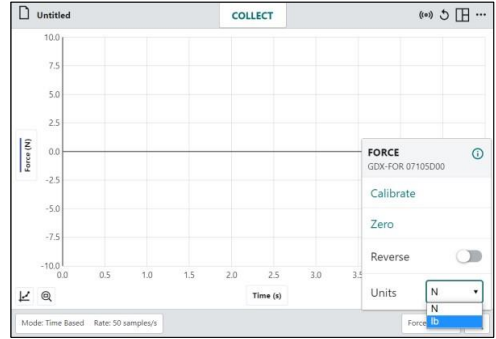 Untitled
COLLECT
10.0
7.5
5.0
2.5
0.0
-2.5
-5.0
-7.5
-10.0
Force (N)
0.0 0.5 1.0 1.5 2.0 2.5 3.0 3.5
Time (s)
FORCE
GDX-FOR 07105D00
Calibrate
Zero
Reverse
Units N
N
lb
Mode: Time Based Rate: 50 samples/s
Force